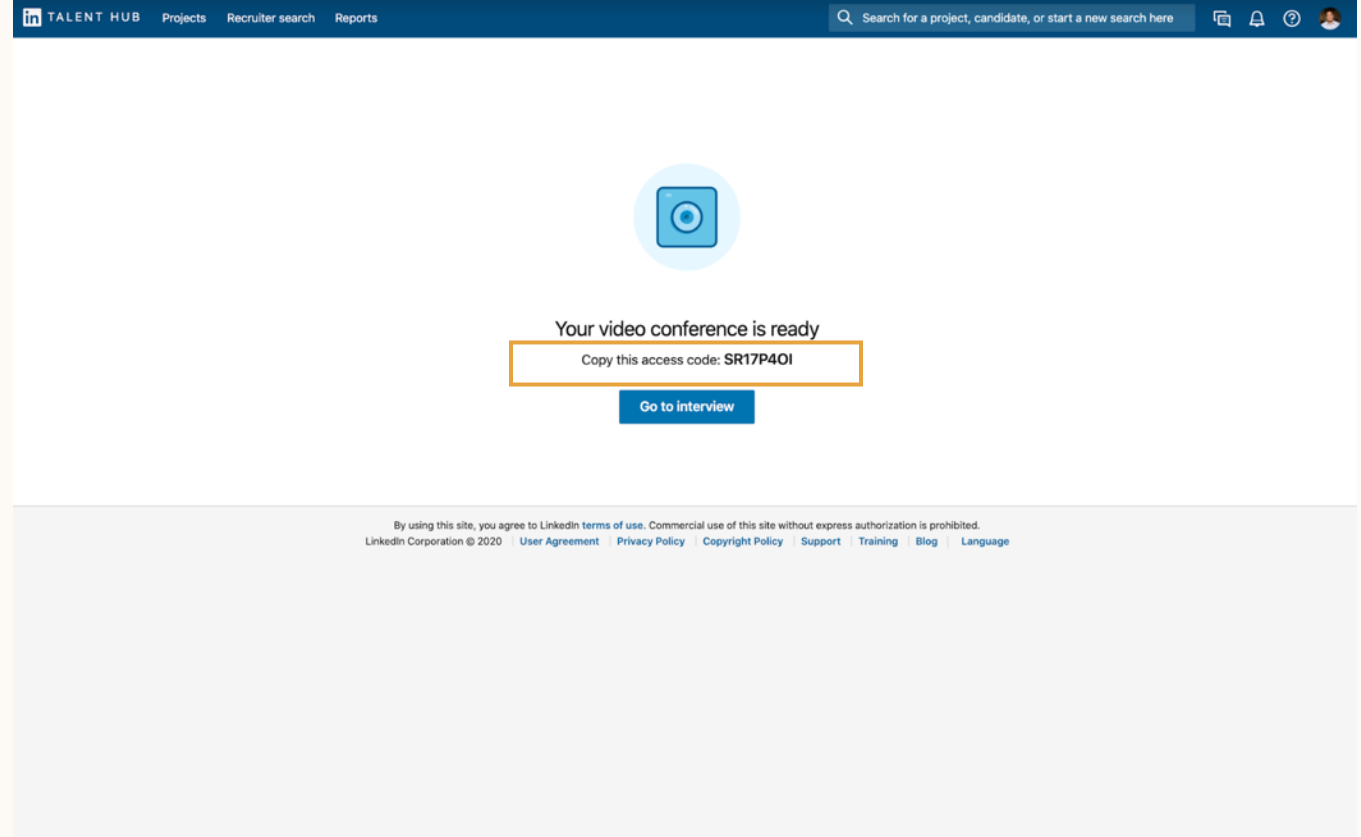 in TALENT HUB Projects Recruiter search Reports Search for a project, candidate, or start a new search here
Your video conference is ready
Copy this access code: SR17P4OI
Go to interview
By using this site, you agree to LinkedIn terms of use. Commercial use of this site without express authorization is prohibited.
LinkedIn Corporation © 2020 User Agreement Privacy Policy Copyright Policy Support Training Blog Language